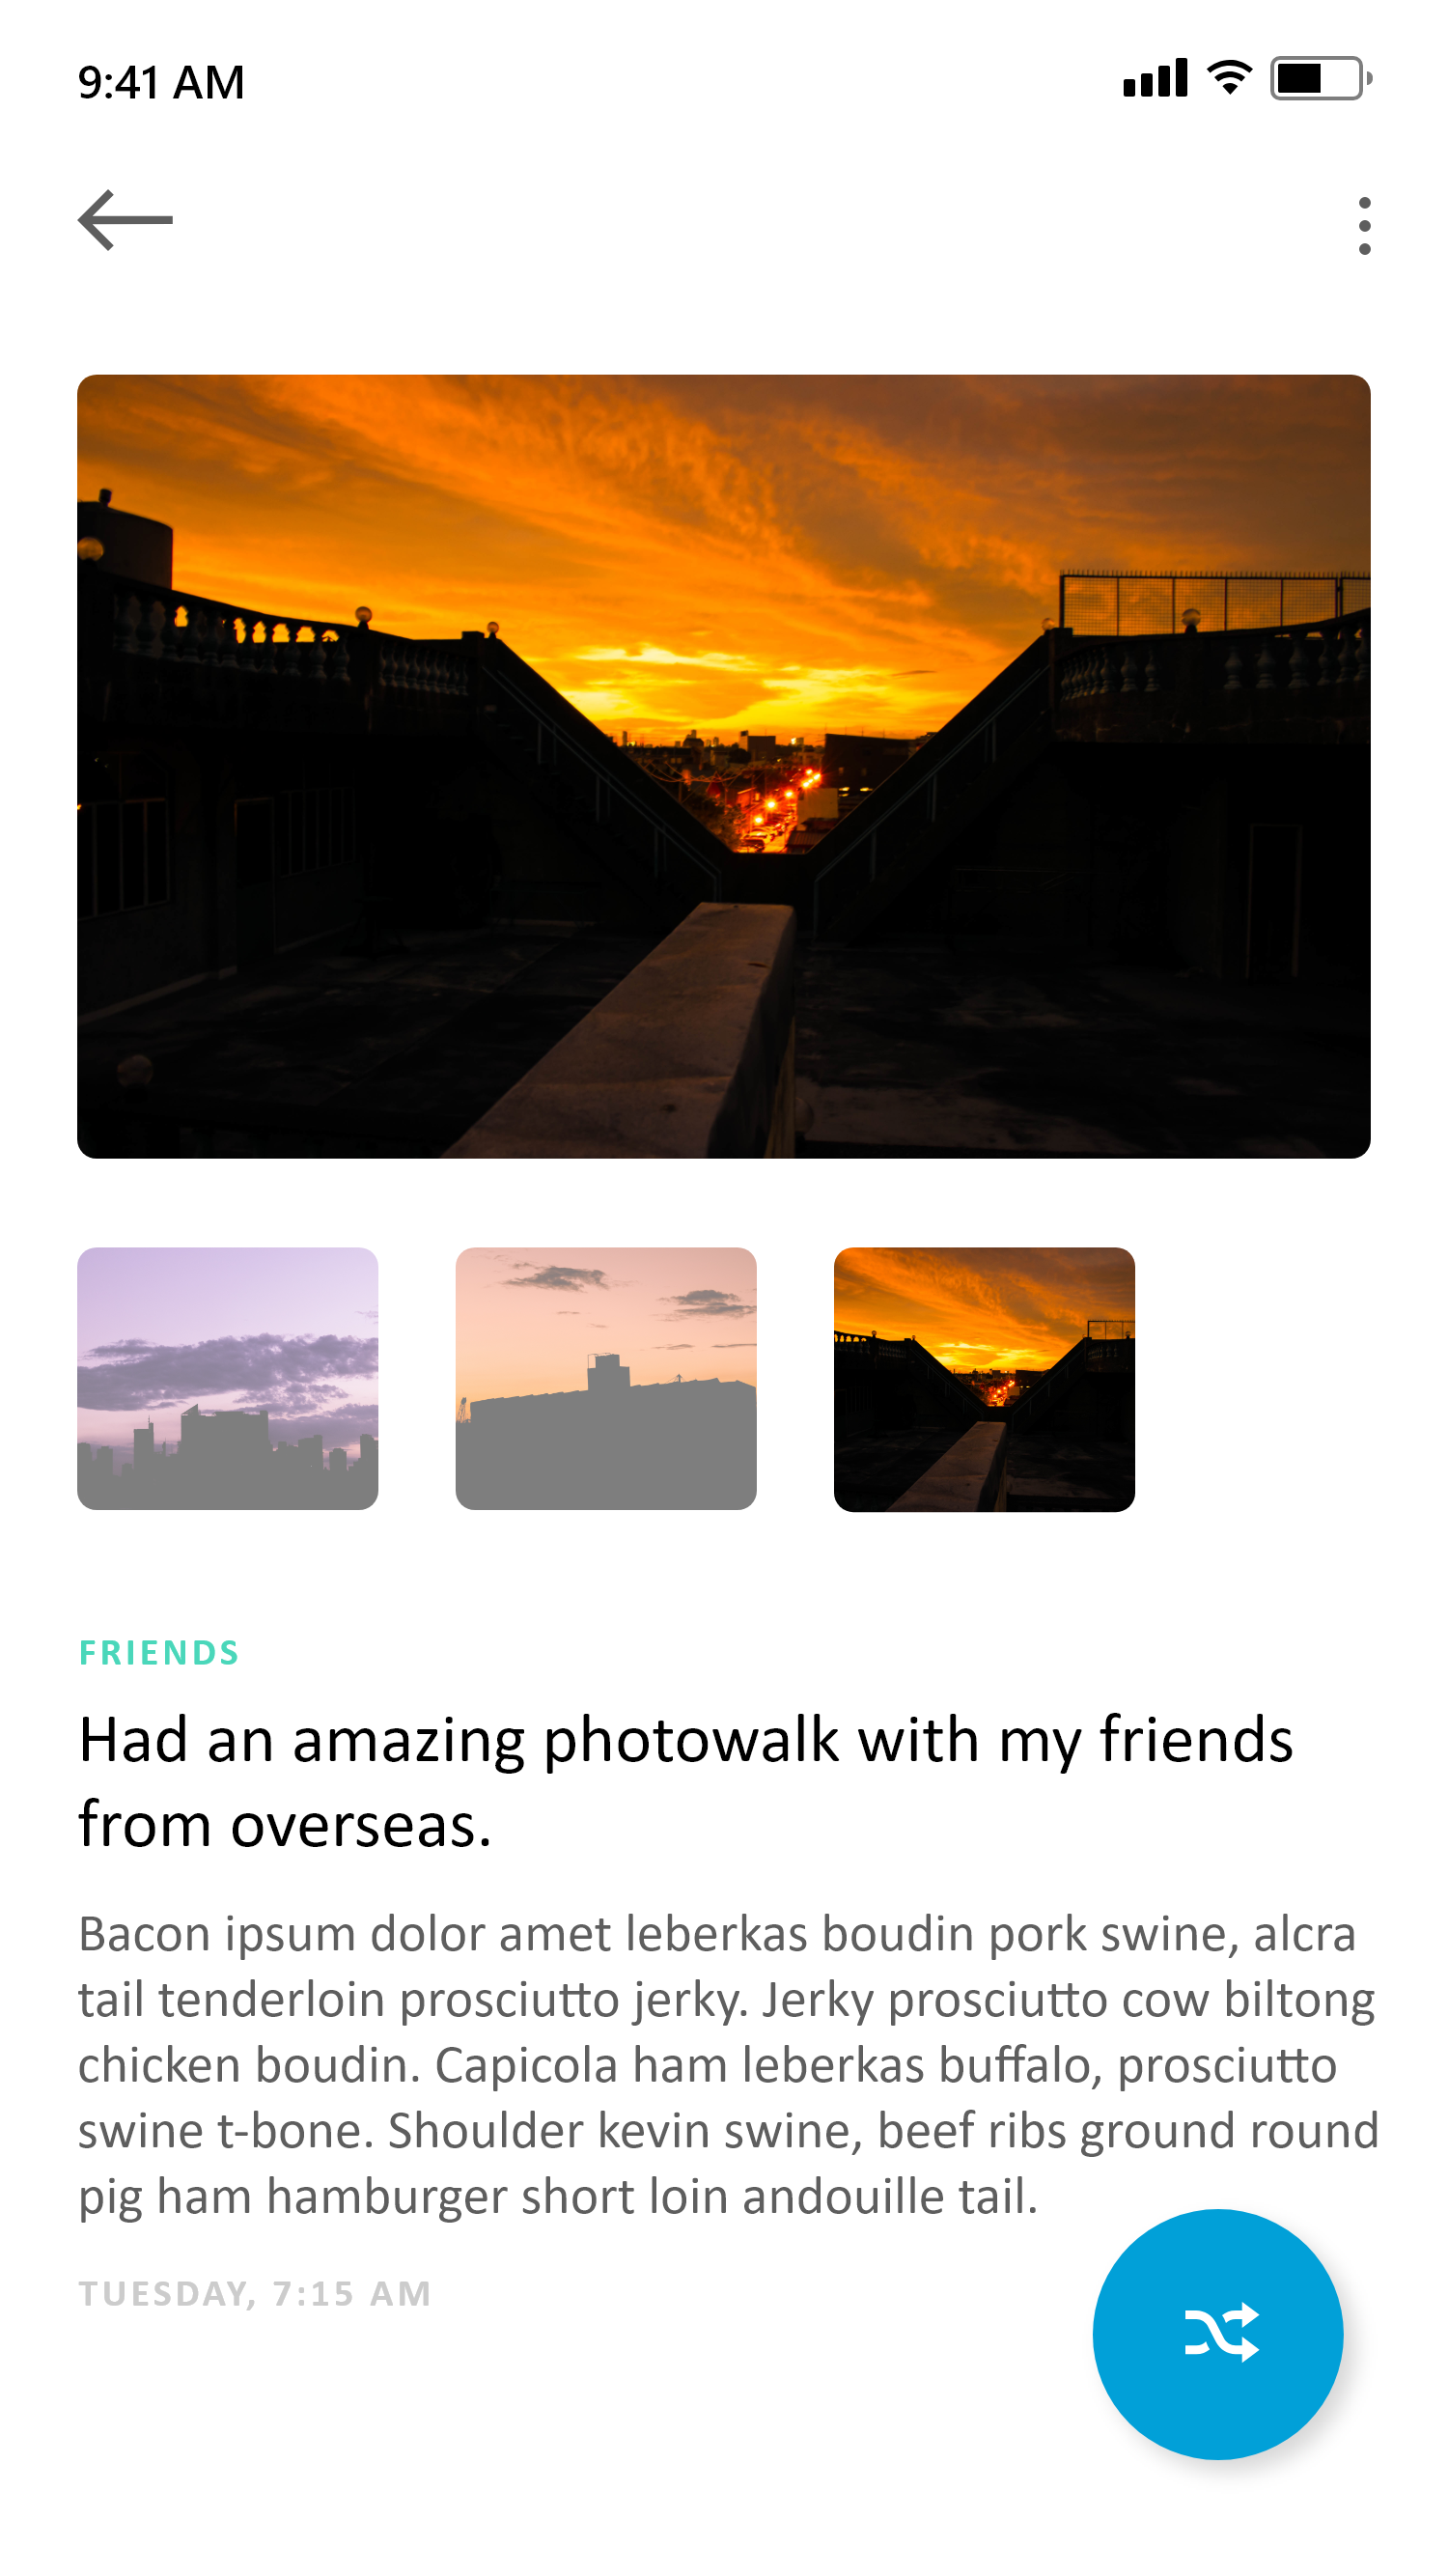 9:41 AM
FRIENDS
Had an amazing photowalk with my friends
from overseas.
Bacon ipsum dolor amet leberkas boudin pork swine, alcra
tail tenderloin prosciutto jerky. Jerky prosciutto cow biltong
chicken boudin. Capicola ham leberkas buffalo, prosciutto
swine t-bone. Shoulder kevin swine, beef ribs ground round
pig ham hamburger short loin andouille tail.
TUESDAY, 7:15 AM